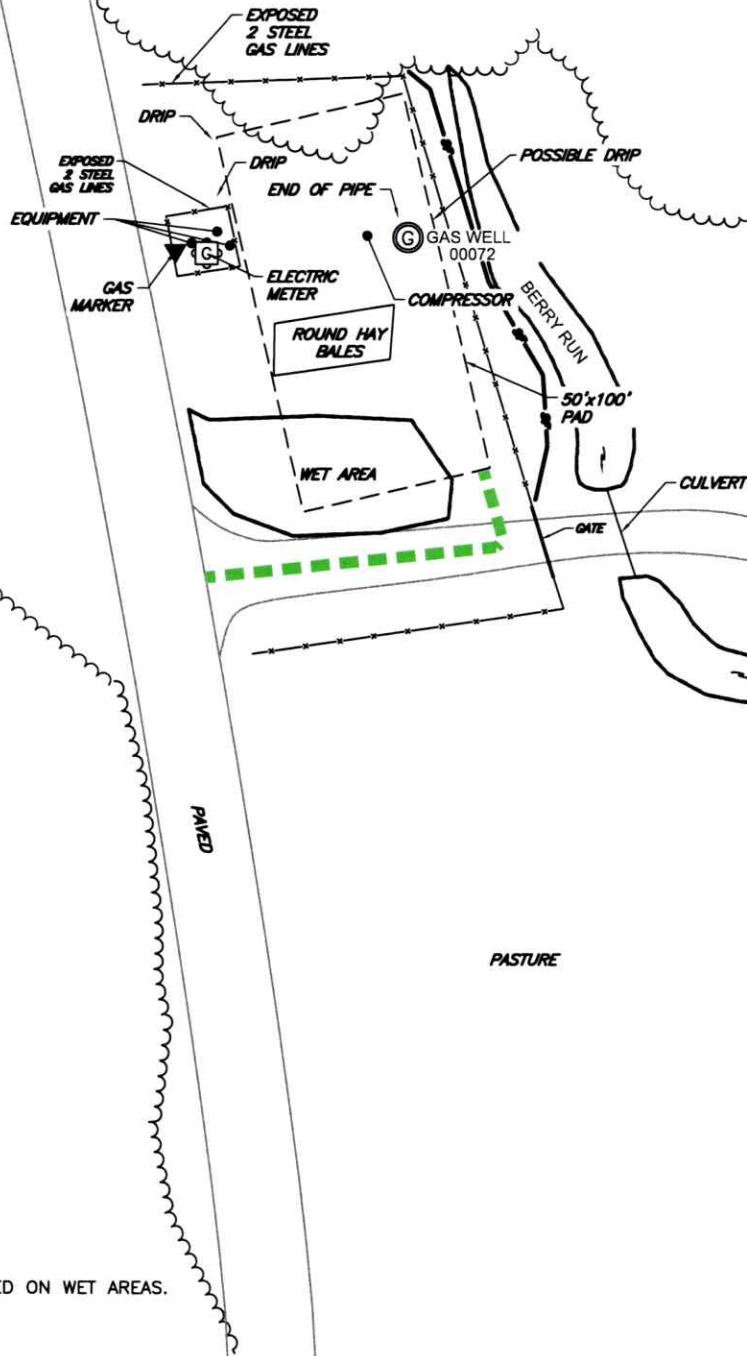 EXPOSED
2 STEEL
GAS LINES
DRIP
DRIP
POSSIBLE DRIP
EXPOSED
2 STEEL
GAS LINES
END OF PIPE
EQUIPMENT
G
G
GAS WELL
00072
GAS
MARKER
ELECTRIC
METER
COMPRESSOR
BERRY RUN
ROUND HAY
BALES
50'x100'
PAD
WET AREA
CULVERT
GATE
PAVED
PASTURE
ED ON WET AREAS.